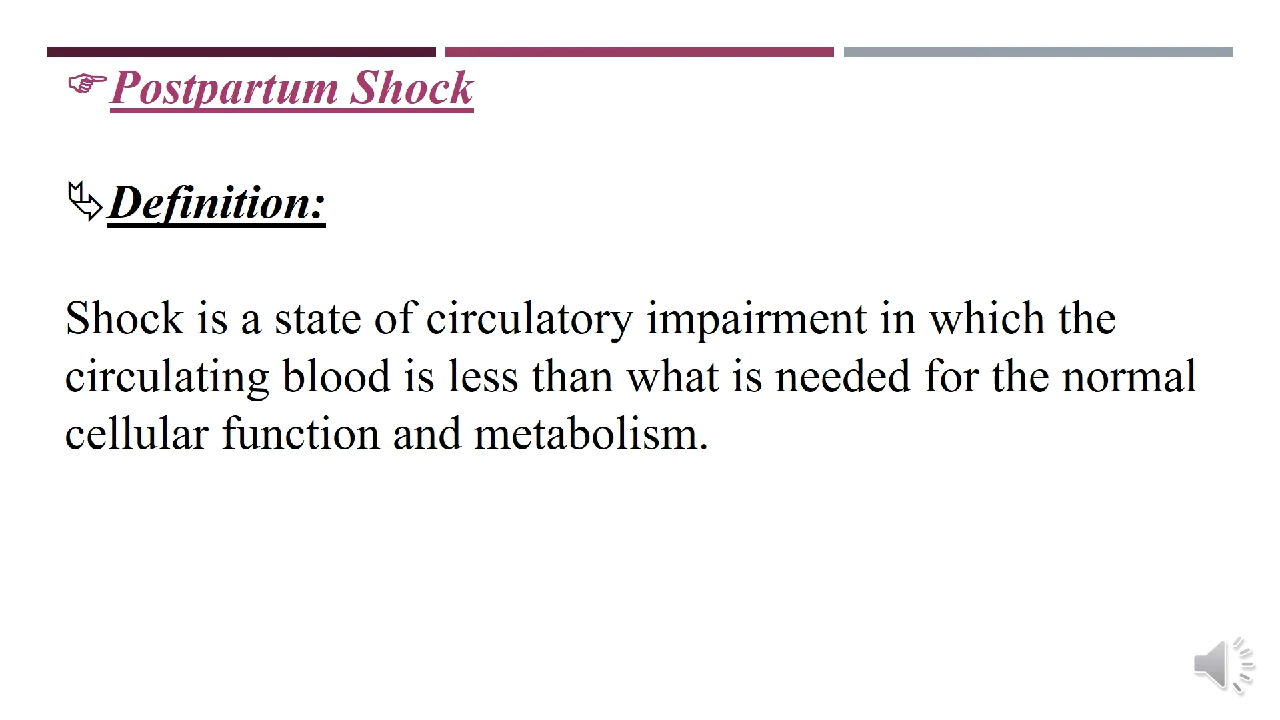 ☞Postpartum Shock
Definition:
Shock is a state of circulatory impairment in which the
circulating blood is less than what is needed for the normal
cellular function and metabolism.